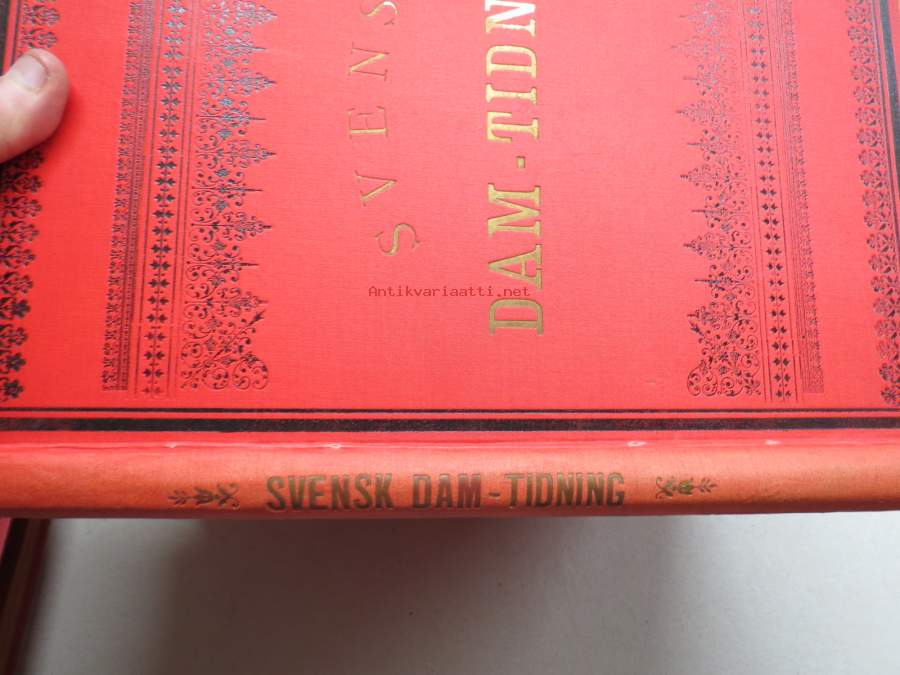 SVENS
DAM-TIDN
Antikvariaatti.net
SVENSK DAM-TIDNING